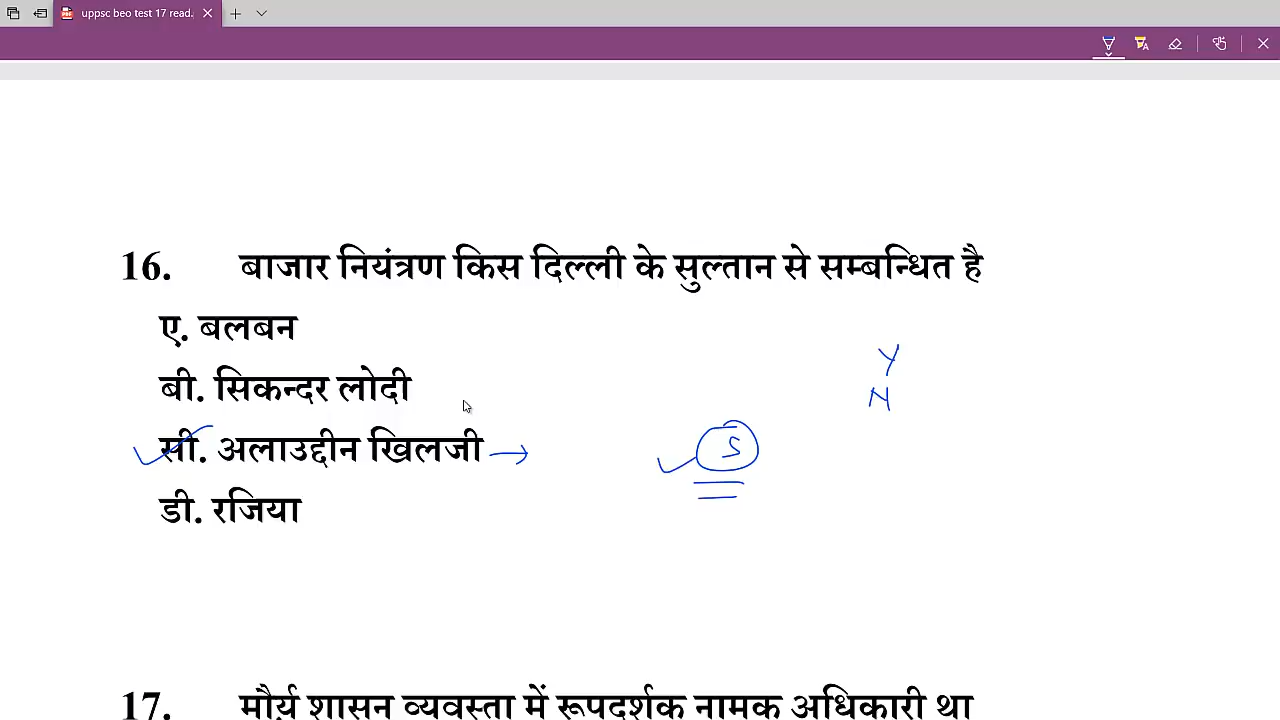 uppsc beo test 17 read.
16. बाजार नियंत्रण किस दिल्ली के सुल्तान से सम्बन्धित है
ए. बलबन
Y
बी. सिकन्दर लोदी
N
सी. अलाउद्दीन खिलजी →
S
डी. रजिया
17. मौर्य शासन व्यवस्ता में रूपदर्शक नामक अधिकारी था